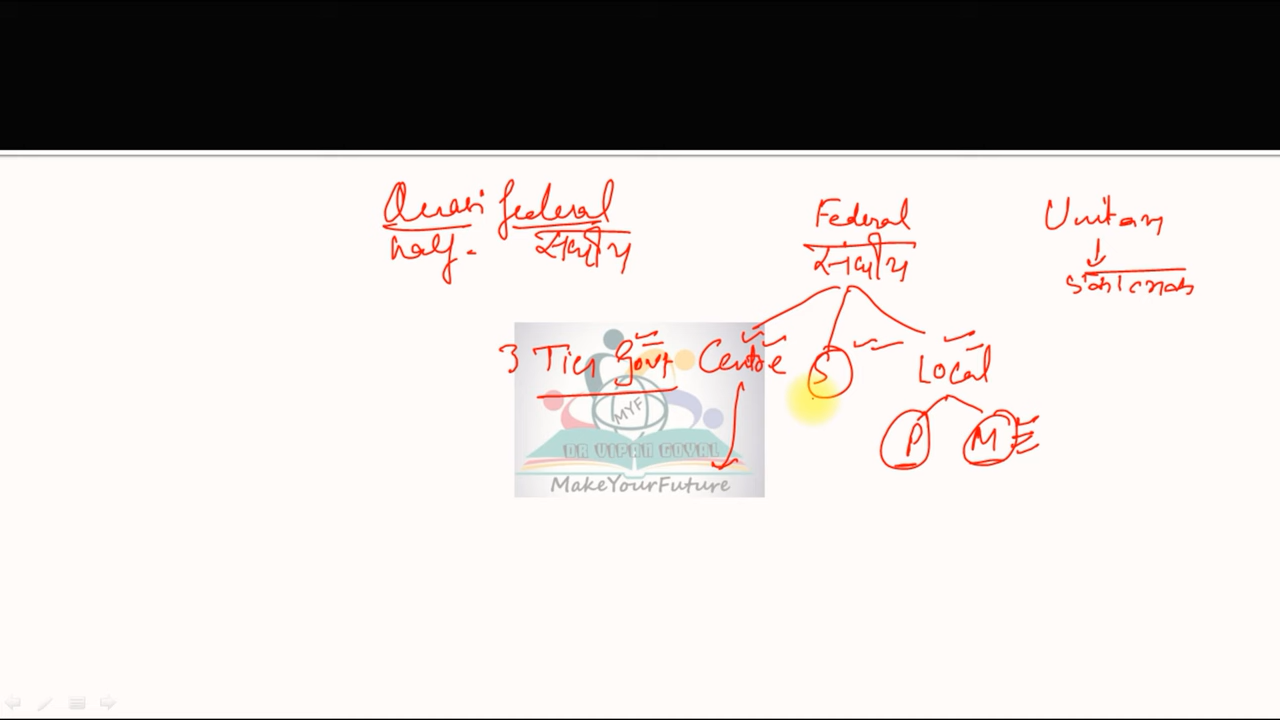 Quasi federal
half. संघीय
Federal
संघीय
Unitary
एकात्मक
3 Tier Govt Centre S Local
P M
MYF
DR VIPAN GOYAL
MakeYourFuture